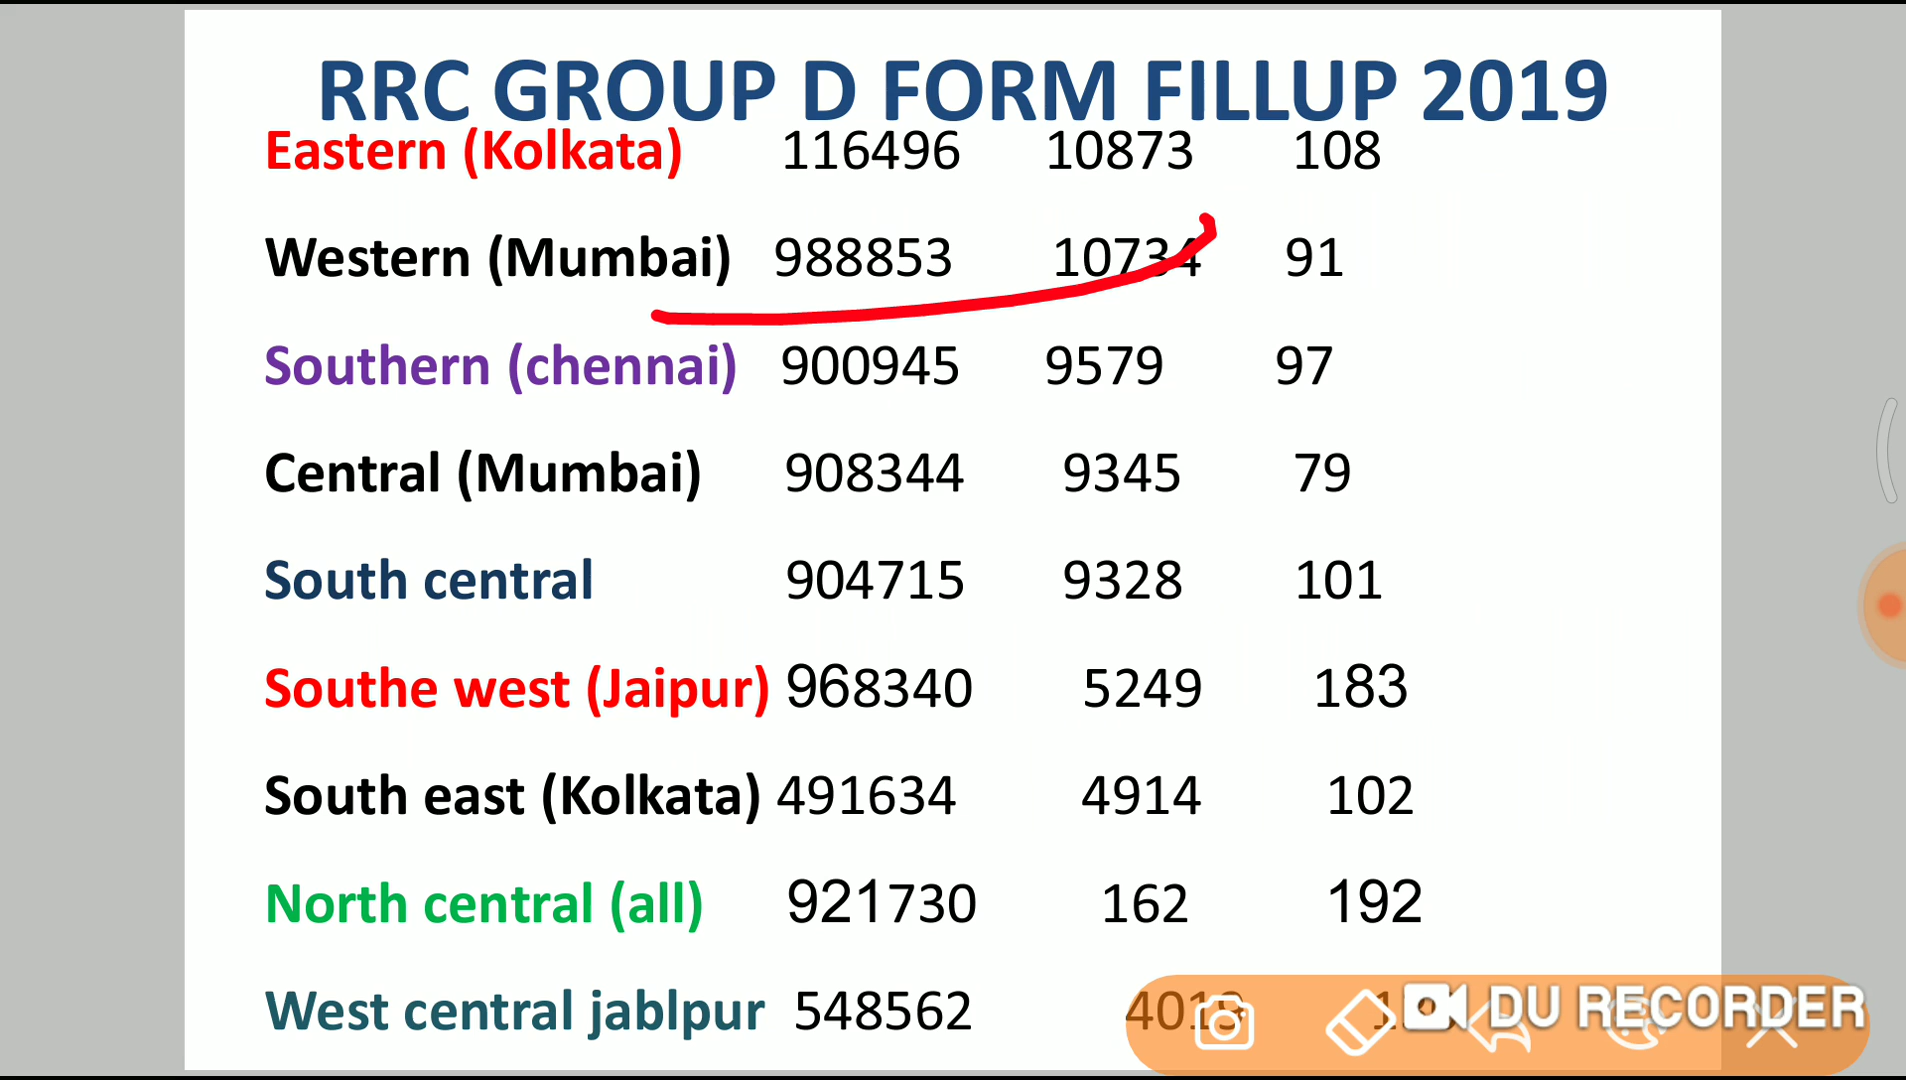 RRC GROUP D FORM FILLUP 2019
Eastern (Kolkata) 116496 10873 108
Western (Mumbai) 988853 10734 91
Southern (chennai) 900945 9579 97
Central (Mumbai) 908344 9345 79
South central 904715 9328 101
Southe west (Jaipur) 968340 5249 183
South east (Kolkata) 491634 4914 102
North central (all) 921730 162 192
West central jablpur 548562 4019
DU RECORDER